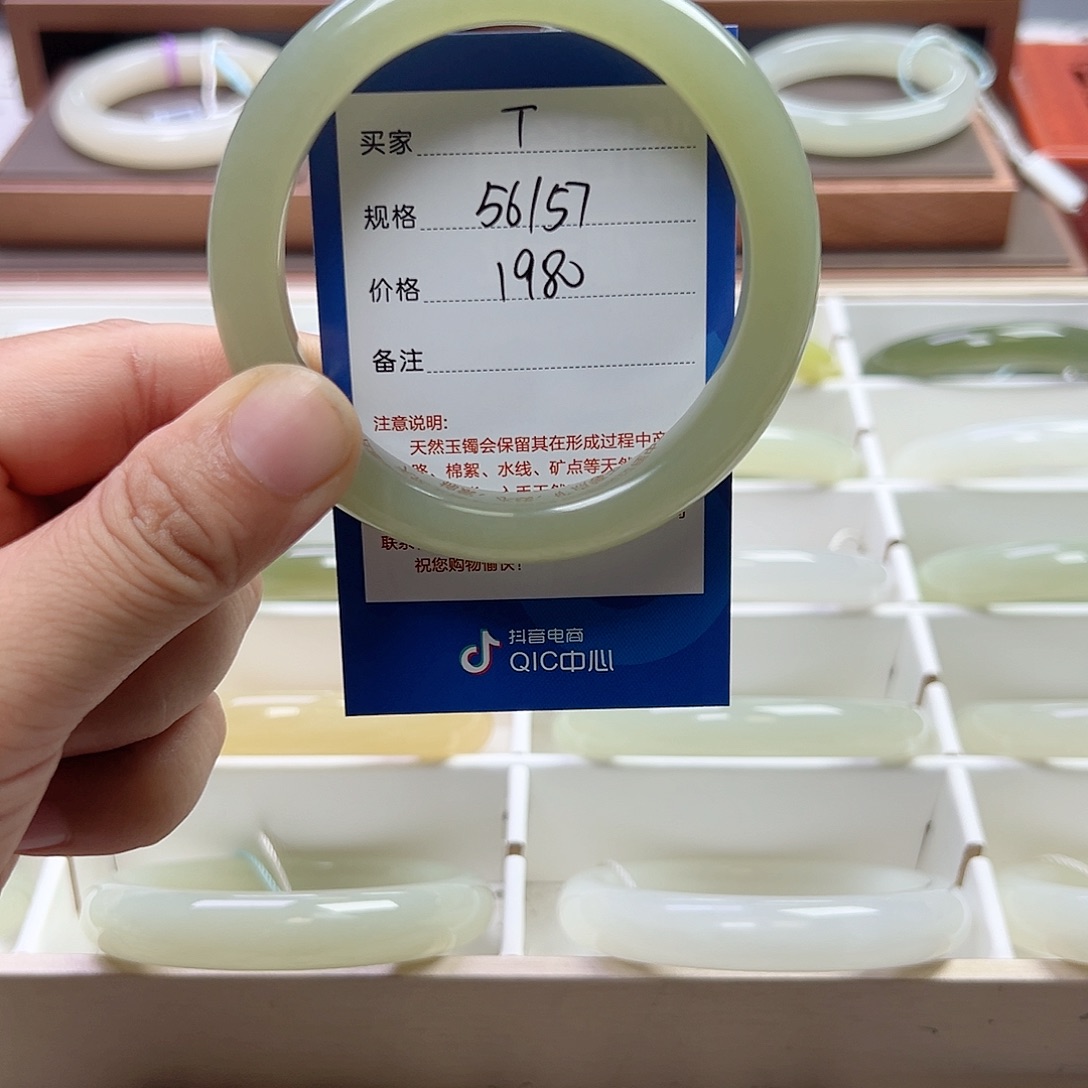 买家 T
规格 56/57
价格 1980
备注
注意说明:
天然玉镯会保留其在形成过程中产
棉絮、水线、矿点等天然
祝您购物愉快!
抖音电商
QIC中心